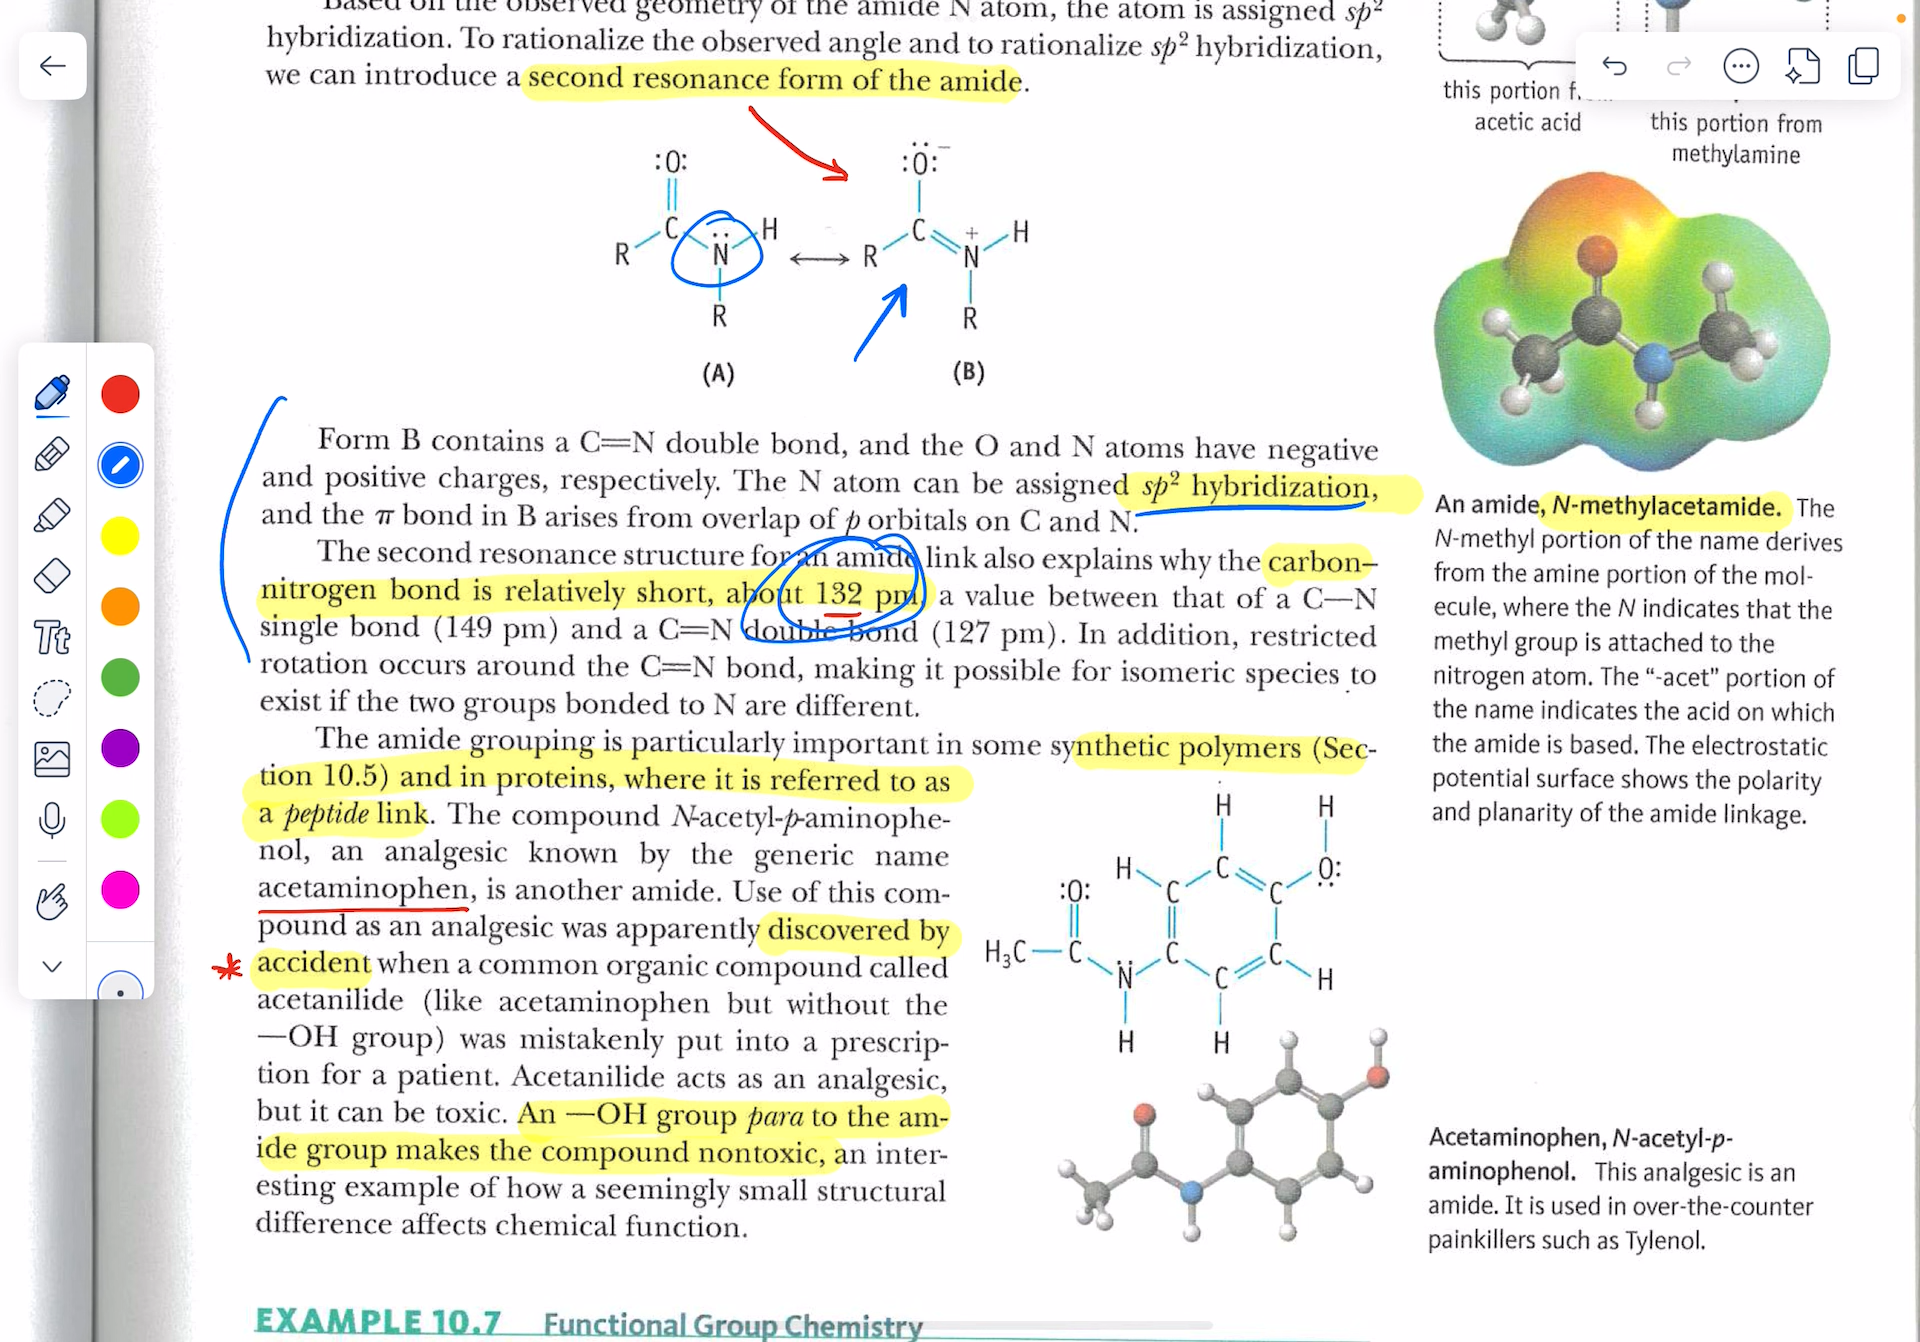 Based on the observed geometry of the amide N atom, the atom is assigned sp²
hybridization. To rationalize the observed angle and to rationalize sp² hybridization,
we can introduce a second resonance form of the amide.
:O:
C
H
N
R
R
(A)
:O:⁻
C
+
H
R
N
R
(B)
Form B contains a C=N double bond, and the O and N atoms have negative
and positive charges, respectively. The N atom can be assigned sp² hybridization,
and the π bond in B arises from overlap of p orbitals on C and N.
The second resonance structure for an amide link also explains why the carbon–
nitrogen bond is relatively short, about 132 pm, a value between that of a C—N
single bond (149 pm) and a C=N double bond (127 pm). In addition, restricted
rotation occurs around the C=N bond, making it possible for isomeric species to
exist if the two groups bonded to N are different.
The amide grouping is particularly important in some synthetic polymers (Sec-
tion 10.5) and in proteins, where it is referred to as
a peptide link. The compound N-acetyl-p-aminophe-
nol, an analgesic known by the generic name
acetaminophen, is another amide. Use of this com-
pound as an analgesic was apparently discovered by
accident when a common organic compound called
acetanilide (like acetaminophen but without the
—OH group) was mistakenly put into a prescrip-
tion for a patient. Acetanilide acts as an analgesic,
but it can be toxic. An —OH group para to the am-
ide group makes the compound nontoxic, an inter-
esting example of how a seemingly small structural
difference affects chemical function.
H
H
H
C
O:
:O:
C
C
H₃C—C
C
C
N
C
H
H
H
EXAMPLE 10.7 Functional Group Chemistry
this portion f
acetic acid
this portion from
methylamine
An amide, N-methylacetamide. The
N-methyl portion of the name derives
from the amine portion of the mol-
ecule, where the N indicates that the
methyl group is attached to the
nitrogen atom. The “-acet” portion of
the name indicates the acid on which
the amide is based. The electrostatic
potential surface shows the polarity
and planarity of the amide linkage.
Acetaminophen, N-acetyl-p-
aminophenol. This analgesic is an
amide. It is used in over-the-counter
painkillers such as Tylenol.
Tt